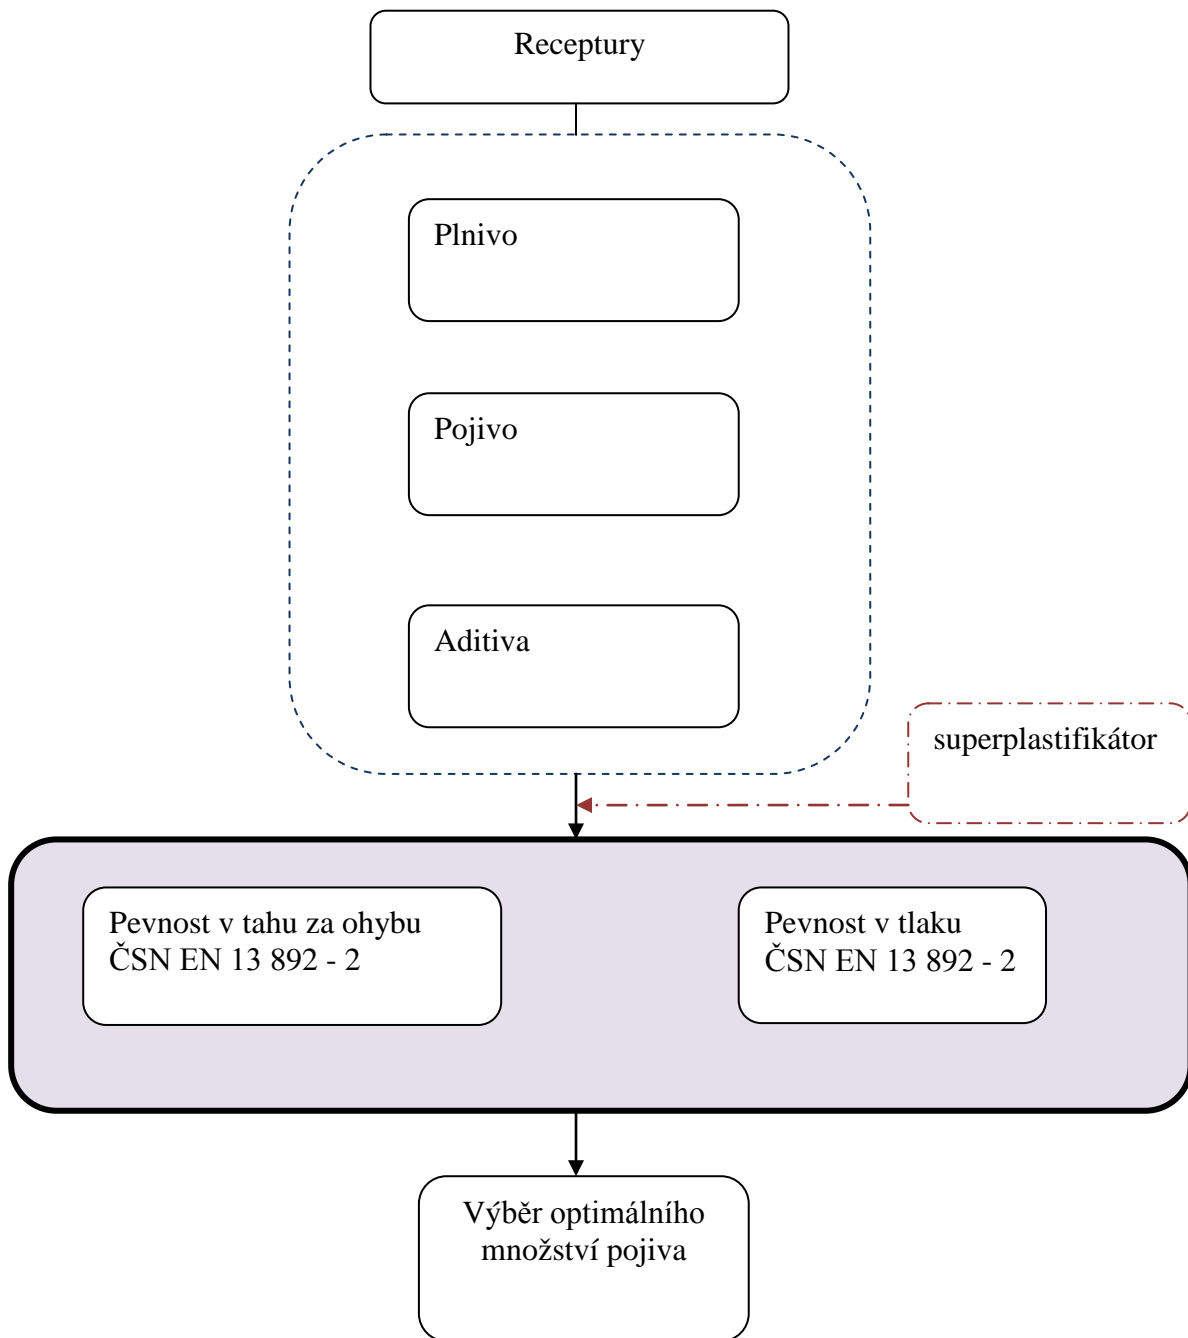 Receptury
Plnivo
Pojivo
Aditiva
superplastifikátor
Pevnost v tahu za ohybu
ČSN EN 13 892 - 2
Pevnost v tlaku
ČSN EN 13 892 - 2
Výběr optimálního
množství pojiva